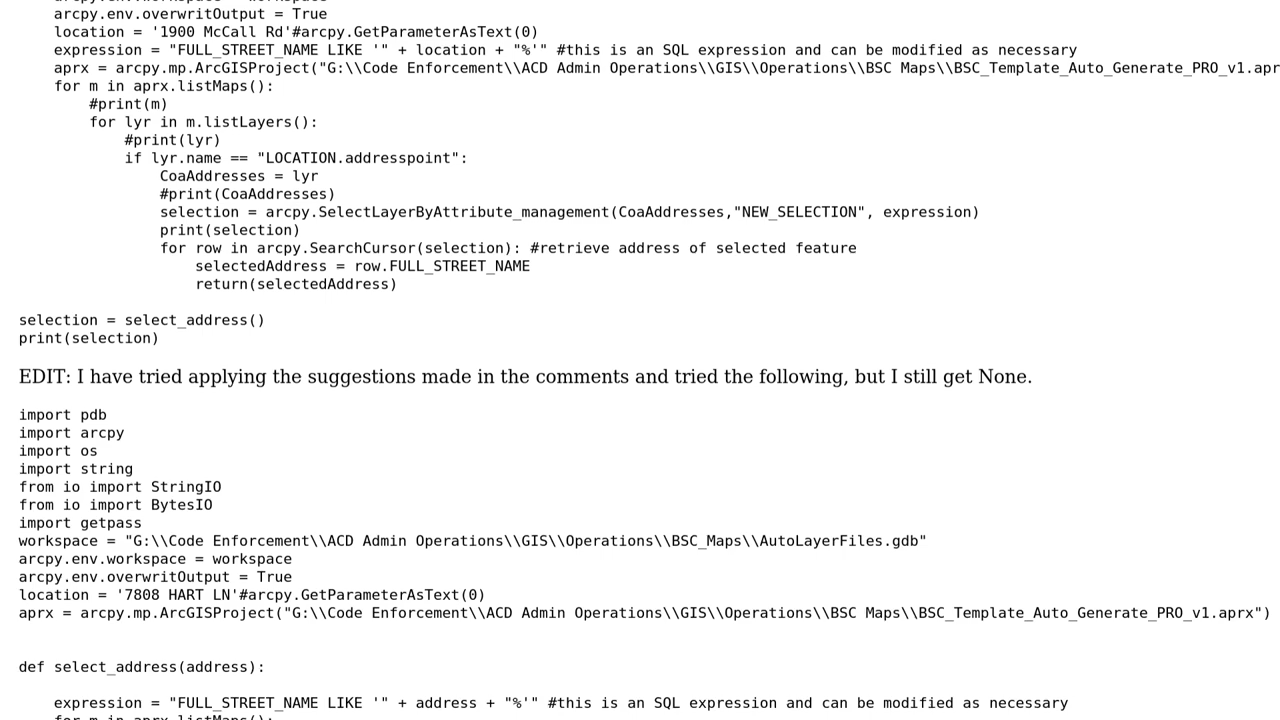 arcpy.env.overwritOutput = True
location = '1900 McCall Rd'#arcpy.GetParameterAsText(0)
expression = "FULL_STREET_NAME LIKE '" + location + "%'" #this is an SQL expression and can be modified as necessary
aprx = arcpy.mp.ArcGISProject("G:\\Code Enforcement\\ACD Admin Operations\\GIS\\Operations\\BSC Maps\\BSC_Template_Auto_Generate_PRO_v1.apr
for m in aprx.listMaps():
#print(m)
for lyr in m.listLayers():
#print(lyr)
if lyr.name == "LOCATION.addresspoint":
CoaAddresses = lyr
#print(CoaAddresses)
selection = arcpy.SelectLayerByAttribute_management(CoaAddresses,"NEW_SELECTION", expression)
print(selection)
for row in arcpy.SearchCursor(selection): #retrieve address of selected feature
selectedAddress = row.FULL_STREET_NAME
return(selectedAddress)
selection = select_address()
print(selection)
EDIT: I have tried applying the suggestions made in the comments and tried the following, but I still get None.
import pdb
import arcpy
import os
import string
from io import StringIO
from io import BytesIO
import getpass
workspace = "G:\\Code Enforcement\\ACD Admin Operations\\GIS\\Operations\\BSC_Maps\\AutoLayerFiles.gdb"
arcpy.env.workspace = workspace
arcpy.env.overwritOutput = True
location = '7808 HART LN'#arcpy.GetParameterAsText(0)
aprx = arcpy.mp.ArcGISProject("G:\\Code Enforcement\\ACD Admin Operations\\GIS\\Operations\\BSC Maps\\BSC_Template_Auto_Generate_PRO_v1.aprx")
def select_address(address):
expression = "FULL_STREET_NAME LIKE '" + address + "%'" #this is an SQL expression and can be modified as necessary
for m in aprx.listMaps():